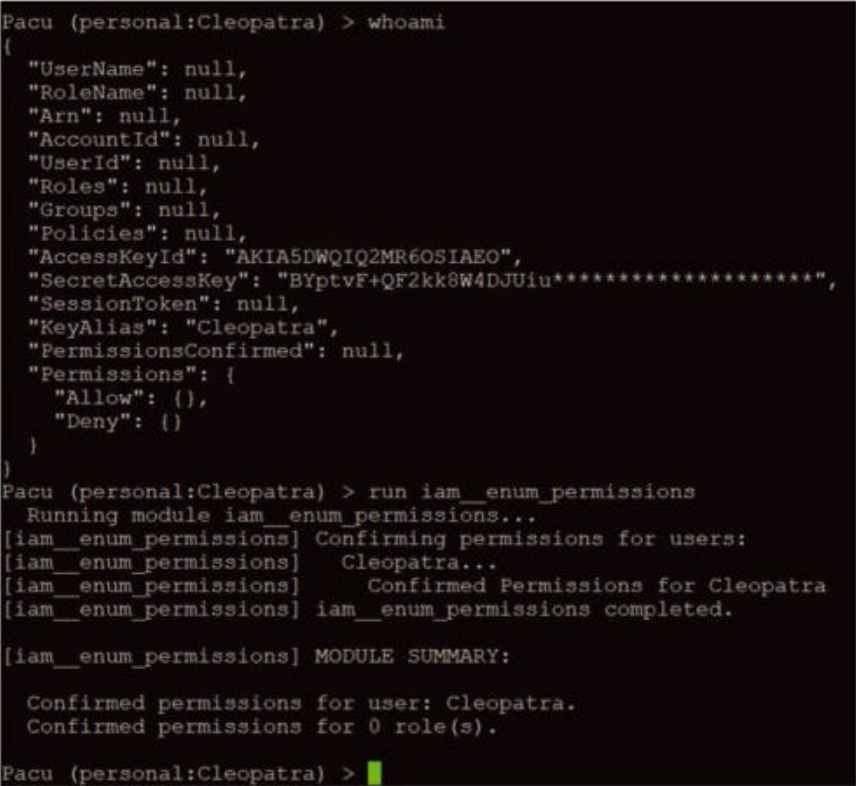 Pacu (personal:Cleopatra) > whoami
{
  "UserName": null,
  "RoleName": null,
  "Arn": null,
  "AccountId": null,
  "UserId": null,
  "Roles": null,
  "Groups": null,
  "Policies": null,
  "AccessKeyId": "AKIA5DWQIQ2MR6OSIAEO",
  "SecretAccessKey": "BYptvF+QF2kk8W4DJUiu********************",
  "SessionToken": null,
  "KeyAlias": "Cleopatra",
  "PermissionsConfirmed": null,
  "Permissions": {
    "Allow": {},
    "Deny": {}
  }
}
Pacu (personal:Cleopatra) > run iam__enum_permissions
  Running module iam__enum_permissions...
[iam__enum_permissions] Confirming permissions for users:
[iam__enum_permissions]   Cleopatra...
[iam__enum_permissions]     Confirmed Permissions for Cleopatra
[iam__enum_permissions] iam__enum_permissions completed.
[iam__enum_permissions] MODULE SUMMARY:
  Confirmed permissions for user: Cleopatra.
  Confirmed permissions for 0 role(s).
Pacu (personal:Cleopatra) >